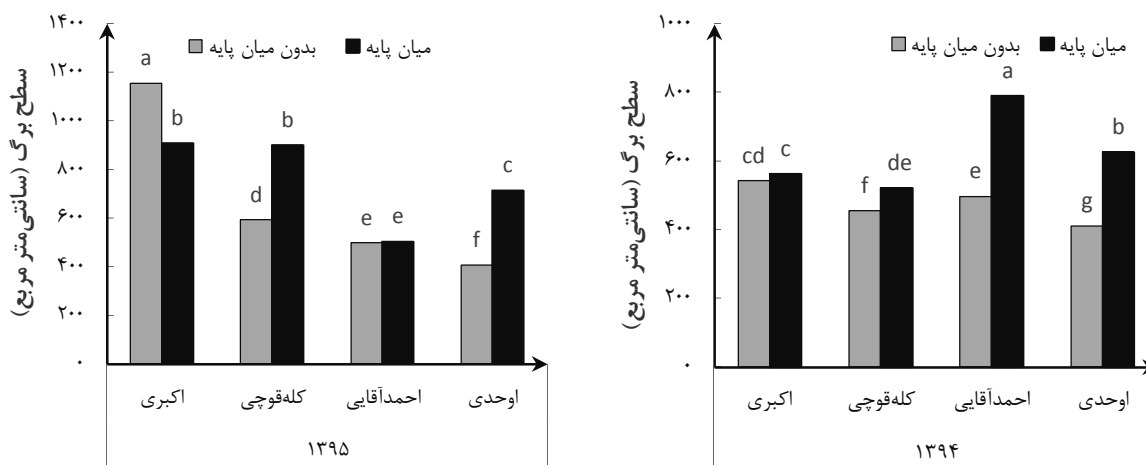 سطح برگ (سانتی‌متر مربع)
۱۴۰۰
۱۲۰۰
۱۰۰۰
۸۰۰
۶۰۰
۴۰۰
۲۰۰
۰
بدون میان پایه
میان پایه
a
b
d
b
e
e
f
c
اکبری
کله‌قوچی
احمدآقایی
اوحدی
۱۳۹۵
سطح برگ (سانتی‌متر مربع)
۱۰۰۰
۸۰۰
۶۰۰
۴۰۰
۲۰۰
۰
بدون میان پایه
میان پایه
cd
c
f
de
e
a
g
b
اکبری
کله‌قوچی
احمدآقایی
اوحدی
۱۳۹۴